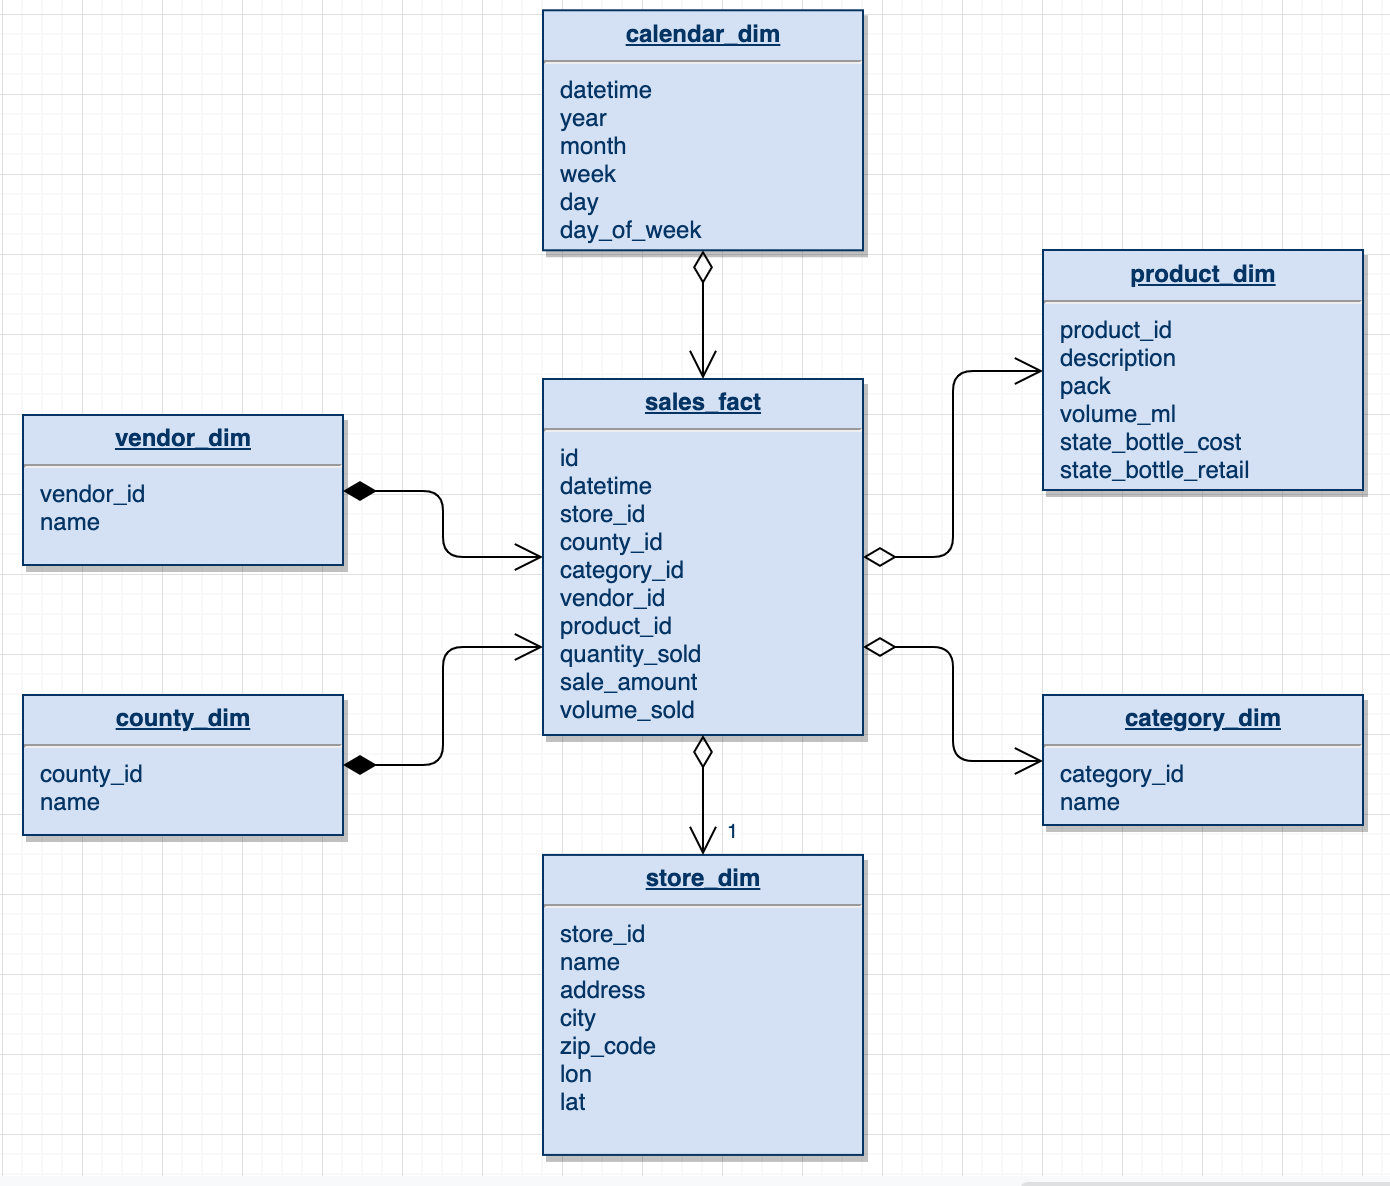 calendar_dim
datetime
year
month
week
day
day_of_week
product_dim
product_id
description
pack
volume_ml
state_bottle_cost
state_bottle_retail
sales_fact
id
datetime
store_id
county_id
category_id
vendor_id
product_id
quantity_sold
sale_amount
volume_sold
vendor_dim
vendor_id
name
county_dim
county_id
name
category_dim
category_id
name
1
store_dim
store_id
name
address
city
zip_code
lon
lat